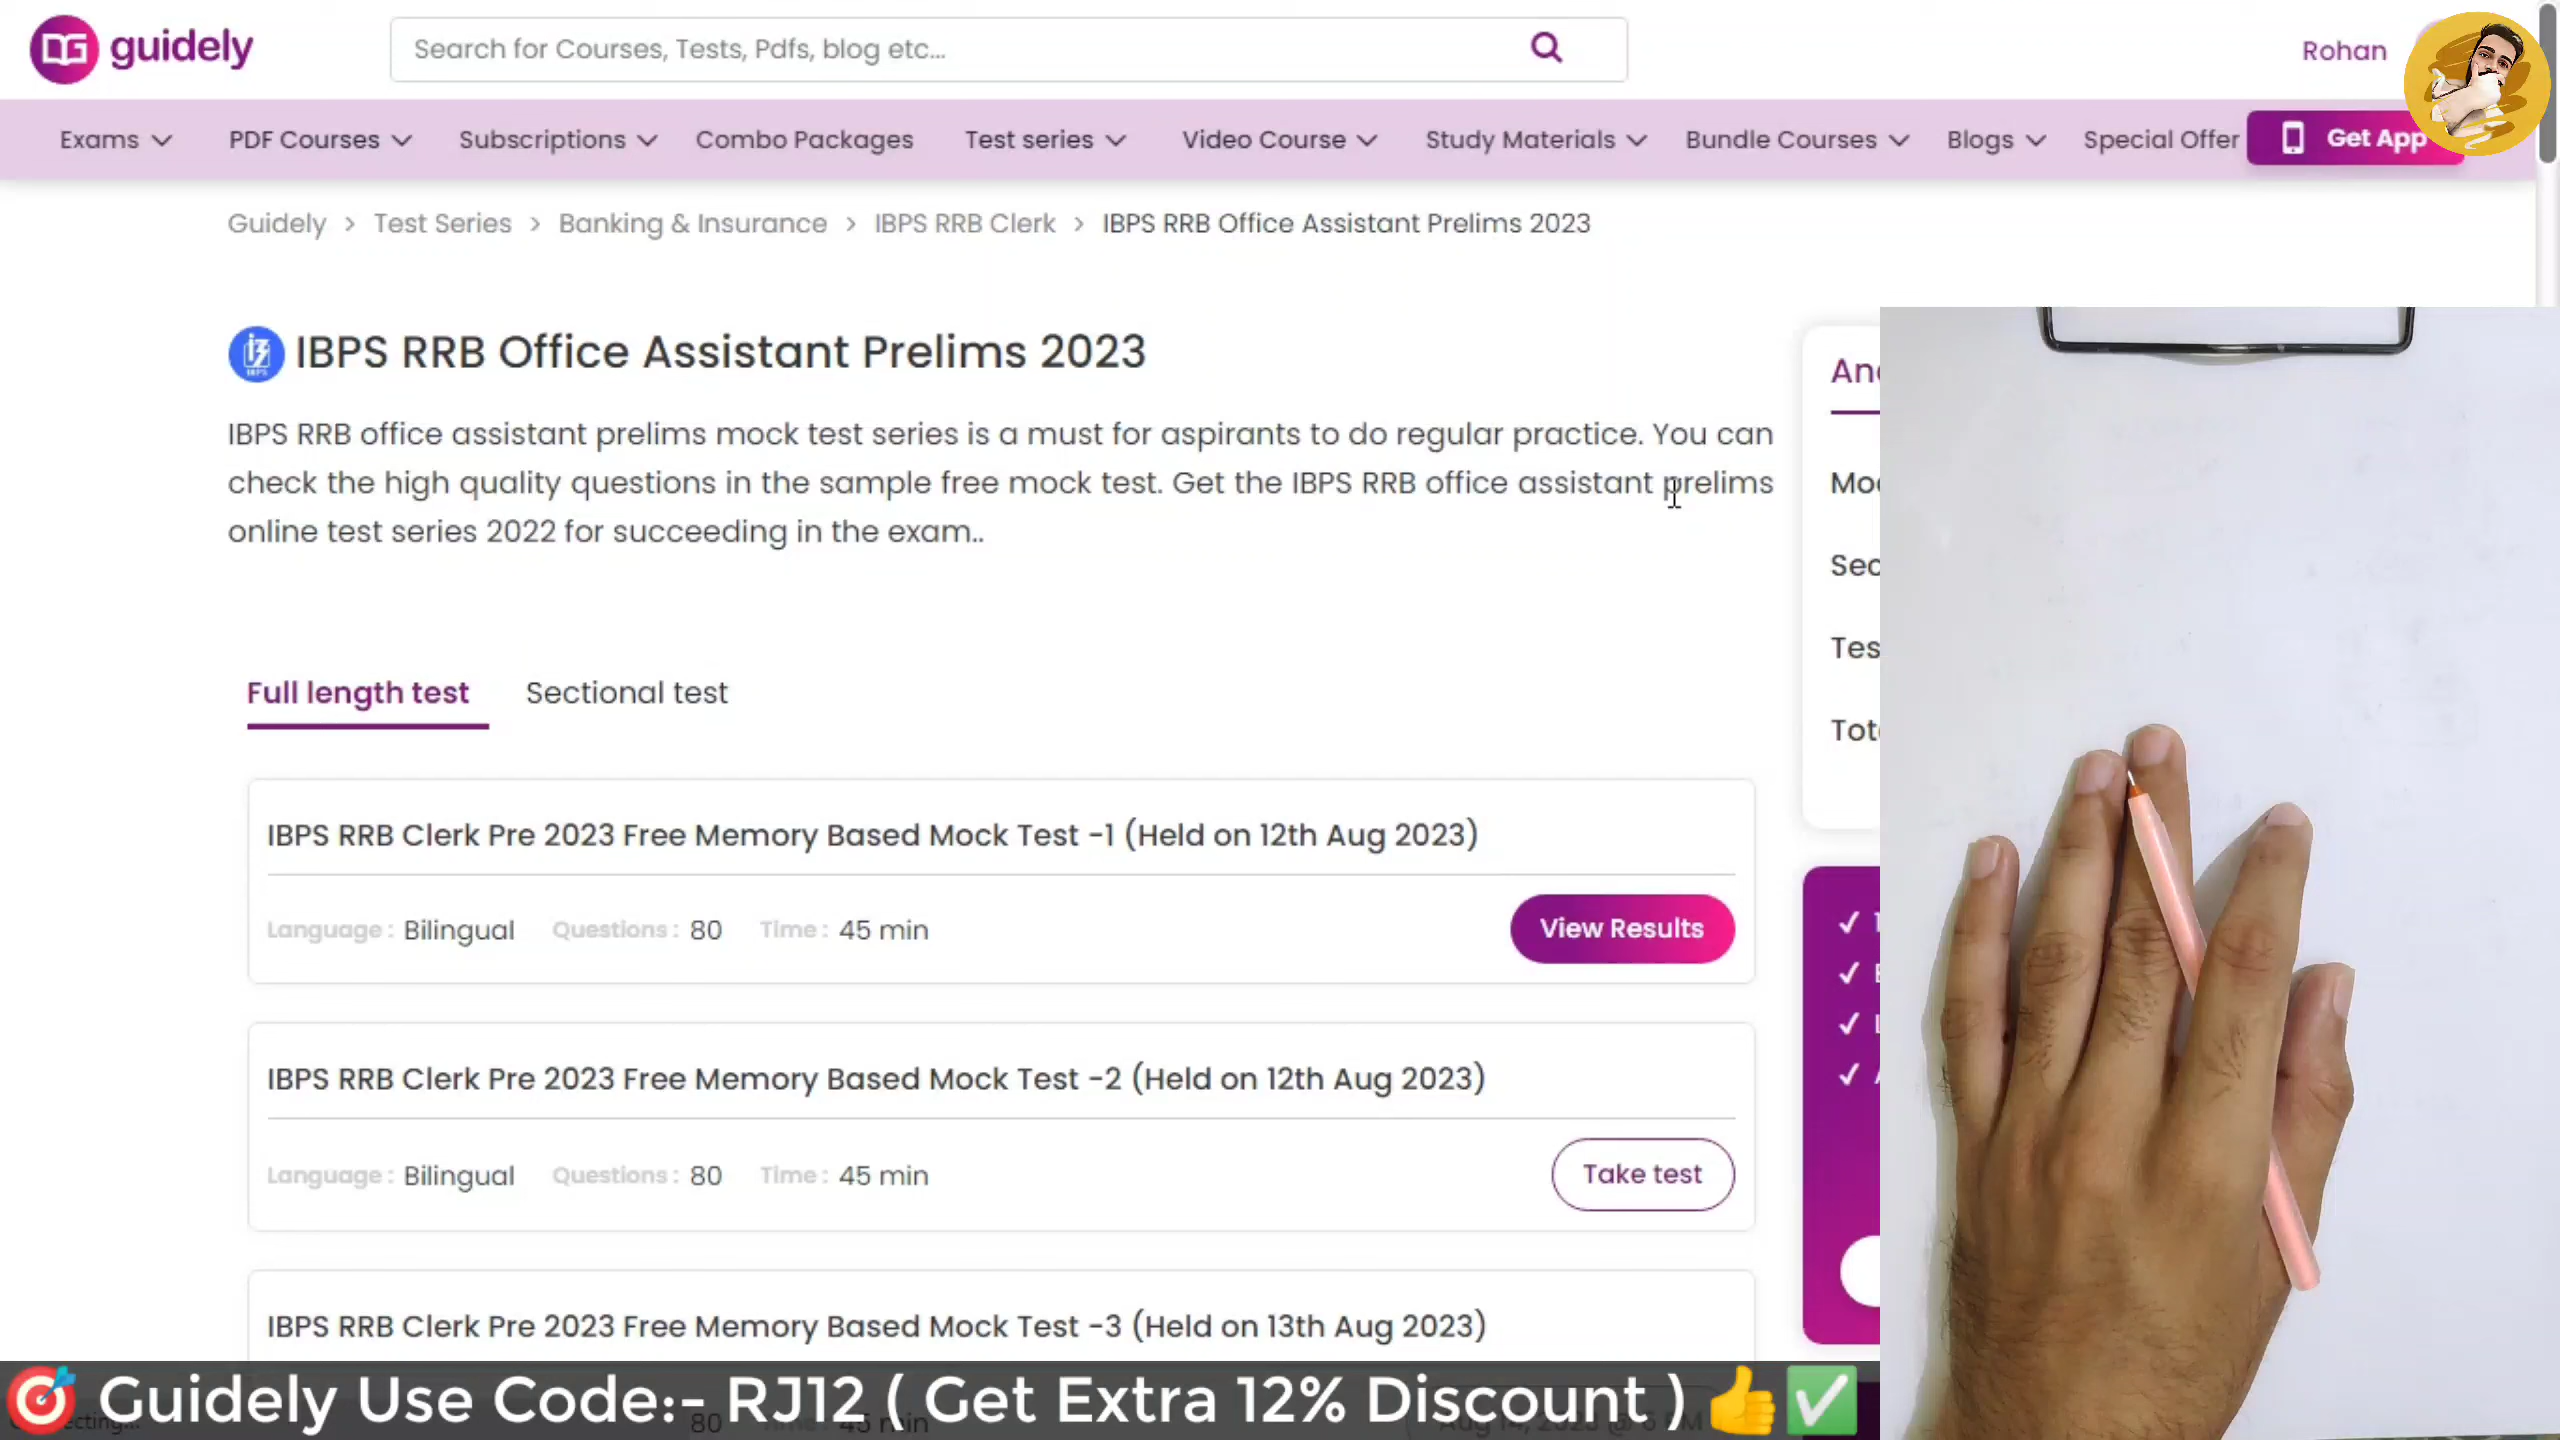 guidely
Search for Courses, Tests, Pdfs, blog etc...
Rohan
Exams
PDF Courses
Subscriptions
Combo Packages
Test series
Video Course
Study Materials
Bundle Courses
Blogs
Special Offer
Get App
Guidely > Test Series > Banking & Insurance > IBPS RRB Clerk > IBPS RRB Office Assistant Prelims 2023
IBPS RRB Office Assistant Prelims 2023
IBPS RRB office assistant prelims mock test series is a must for aspirants to do regular practice. You can
check the high quality questions in the sample free mock test. Get the IBPS RRB office assistant prelims
online test series 2022 for succeeding in the exam..
Full length test
Sectional test
IBPS RRB Clerk Pre 2023 Free Memory Based Mock Test -1 (Held on 12th Aug 2023)
Language : Bilingual Questions : 80 Time : 45 min
View Results
IBPS RRB Clerk Pre 2023 Free Memory Based Mock Test -2 (Held on 12th Aug 2023)
Language : Bilingual Questions : 80 Time : 45 min
Take test
IBPS RRB Clerk Pre 2023 Free Memory Based Mock Test -3 (Held on 13th Aug 2023)
Guidely Use Code:- RJ12 ( Get Extra 12% Discount )